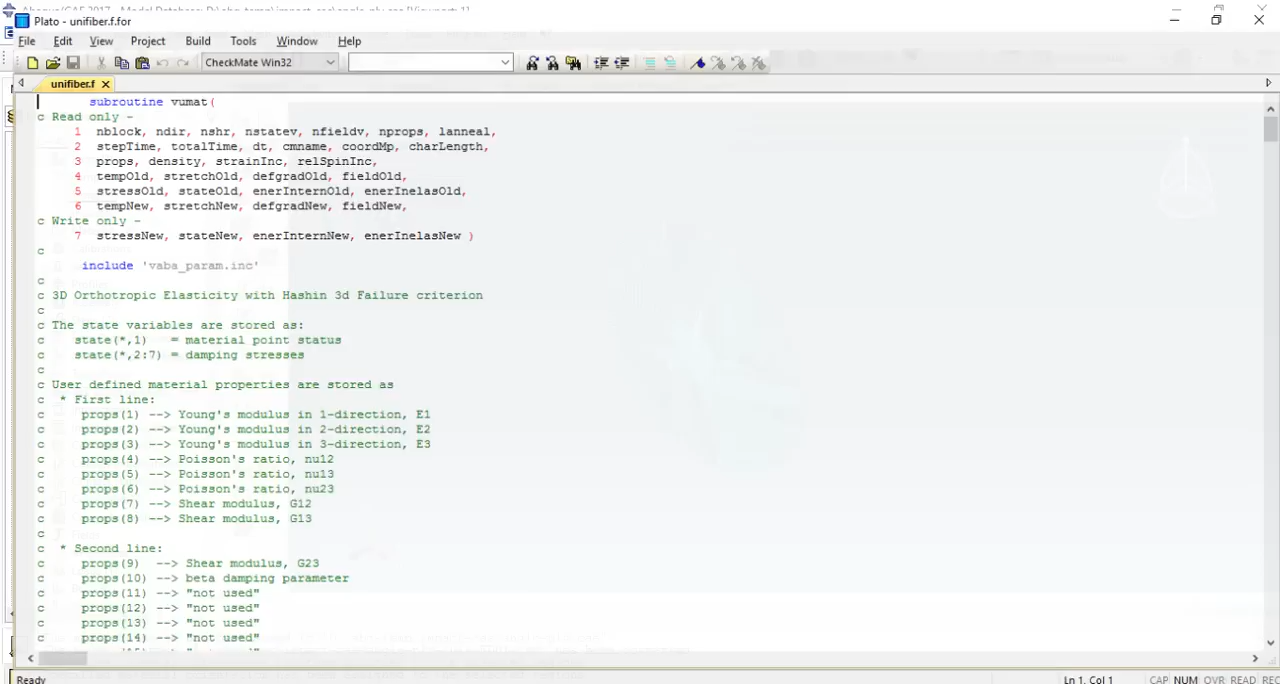 Plato - unifiber.f.for
File Edit View Project Build Tools Window Help
CheckMate Win32
unifiber.f
subroutine vumat(
c Read only -
1 nblock, ndir, nshr, nstatev, nfieldv, nprops, lanneal,
2 stepTime, totalTime, dt, cmname, coordMp, charLength,
3 props, density, strainInc, relSpinInc,
4 tempOld, stretchOld, defgradOld, fieldOld,
5 stressOld, stateOld, enerInternOld, enerInelasOld,
6 tempNew, stretchNew, defgradNew, fieldNew,
c Write only -
7 stressNew, stateNew, enerInternNew, enerInelasNew )
c
include 'vaba_param.inc'
c
c 3D Orthotropic Elasticity with Hashin 3d Failure criterion
c
c The state variables are stored as:
c state(*,1) = material point status
c state(*,2:7) = damping stresses
c
c User defined material properties are stored as
c * First line:
c props(1) --> Young's modulus in 1-direction, E1
c props(2) --> Young's modulus in 2-direction, E2
c props(3) --> Young's modulus in 3-direction, E3
c props(4) --> Poisson's ratio, nu12
c props(5) --> Poisson's ratio, nu13
c props(6) --> Poisson's ratio, nu23
c props(7) --> Shear modulus, G12
c props(8) --> Shear modulus, G13
c
c * Second line:
c props(9) --> Shear modulus, G23
c props(10) --> beta damping parameter
c props(11) --> "not used"
c props(12) --> "not used"
c props(13) --> "not used"
c props(14) --> "not used"
Ready Ln 1, Col 1 CAP NUM OVR READ REC